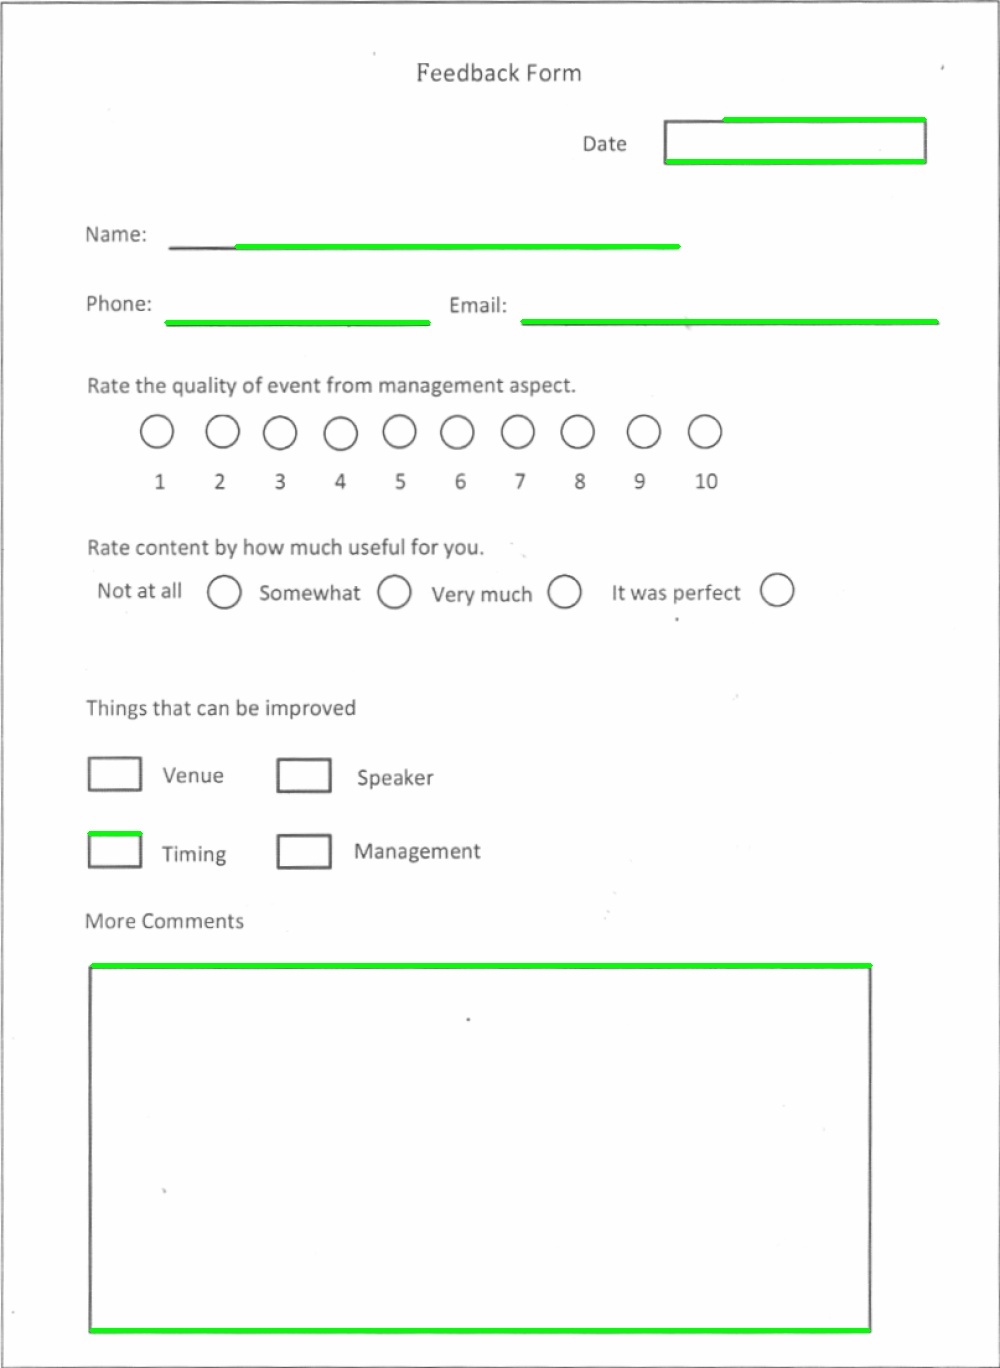 Feedback Form
Date
Name:
Phone: Email:
Rate the quality of event from management aspect.
1 2 3 4 5 6 7 8 9 10
Rate content by how much useful for you.
Not at all Somewhat Very much It was perfect
Things that can be improved
Venue Speaker
Timing Management
More Comments